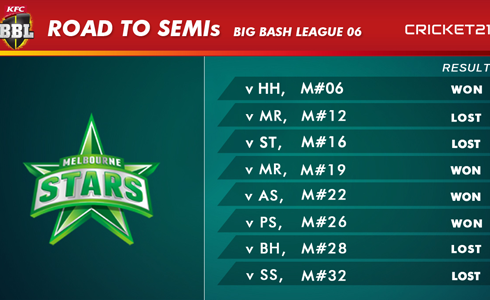 KFC
BBL
ROAD TO SEMIs BIG BASH LEAGUE 06
CRICKET21
RESULT
v HH, M#06 WON
v MR, M#12 LOST
v ST, M#16 LOST
v MR, M#19 WON
v AS, M#22 WON
v PS, M#26 WON
v BH, M#28 LOST
v SS, M#32 LOST
MELBOURNE
STARS